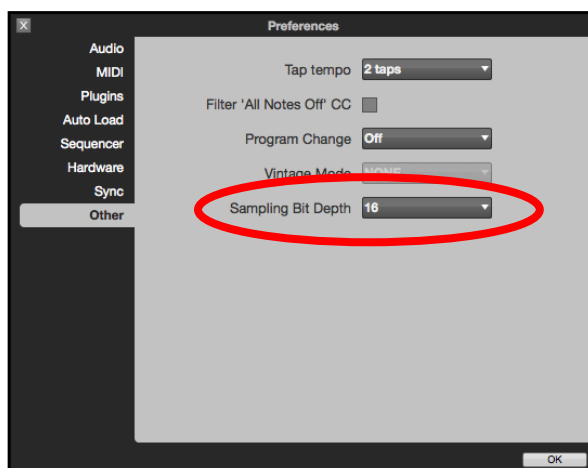 X
Preferences
Audio
MIDI
Plugins
Auto Load
Sequencer
Hardware
Sync
Other
Tap tempo 2 taps
Filter 'All Notes Off' CC
Program Change Off
Vintage Mode NONE
Sampling Bit Depth 16
OK